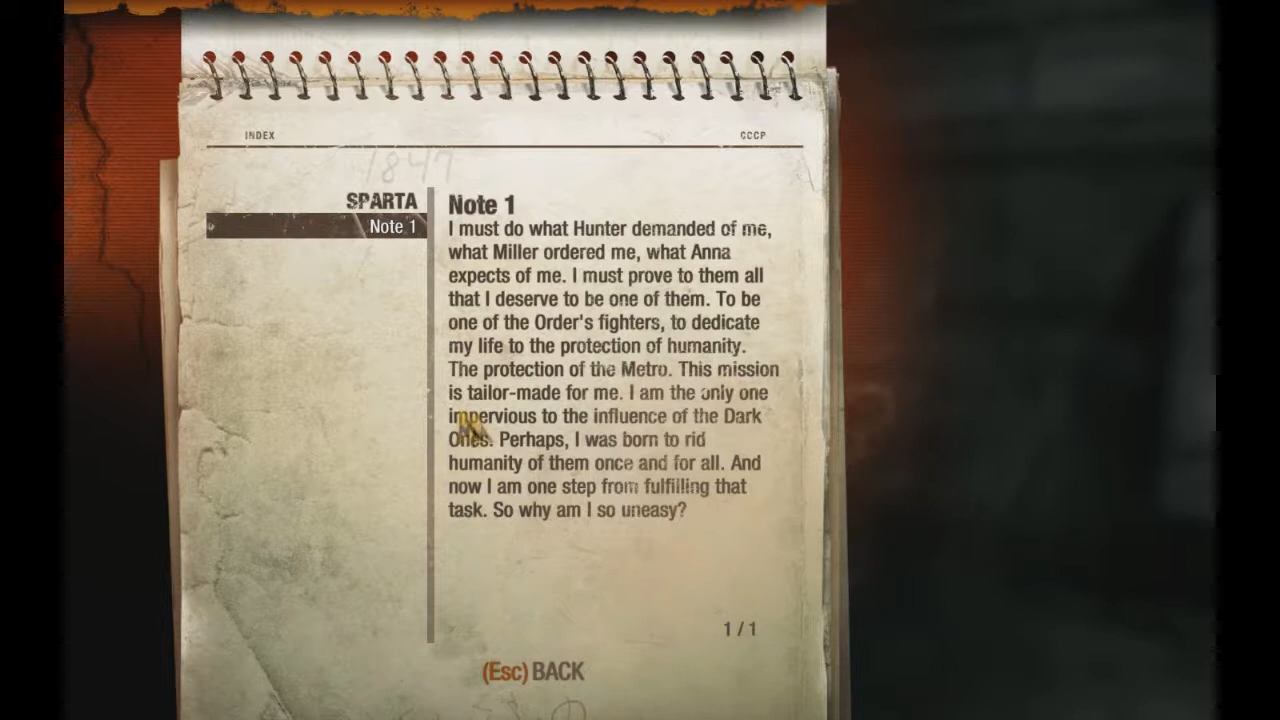 INDEX
CCCP
1847
SPARTA
Note 1
Note 1
I must do what Hunter demanded of me,
what Miller ordered me, what Anna
expects of me. I must prove to them all
that I deserve to be one of them. To be
one of the Order's fighters, to dedicate
my life to the protection of humanity.
The protection of the Metro. This mission
is tailor-made for me. I am the only one
impervious to the influence of the Dark
Ones. Perhaps, I was born to rid
humanity of them once and for all. And
now I am one step from fulfilling that
task. So why am I so uneasy?
1 / 1
(Esc) BACK